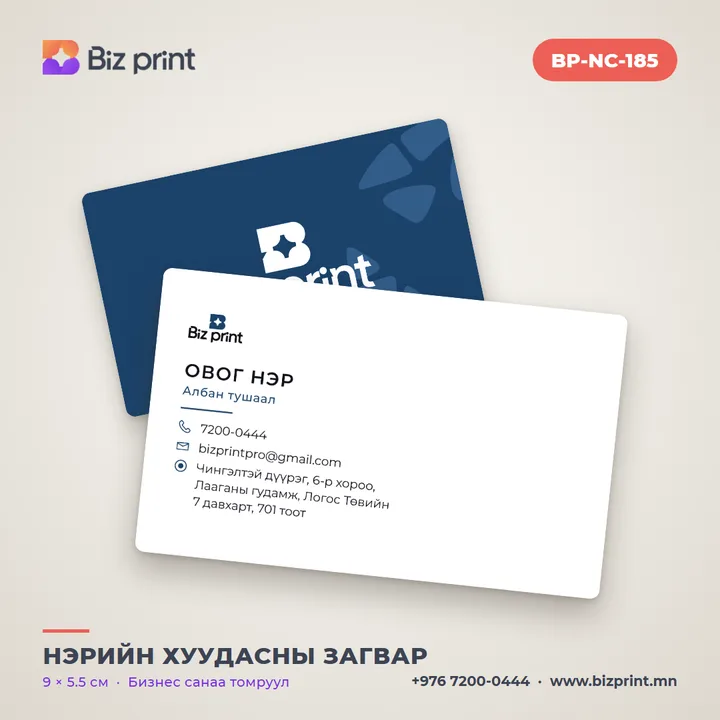 Biz print
BP-NC-185
print
Biz print
ОВОГ НЭР
Албан тушаал
7200-0444
bizprintpro@gmail.com
Чингэлтэй дүүрэг, 6-р хороо,
Лааганы гудамж, Логос Төвийн
7 давхарт, 701 тоот
НЭРИЙН ХУУДАСНЫ ЗАГВАР
9 × 5.5 см · Бизнес санаа томруул
+976 7200-0444 · www.bizprint.mn